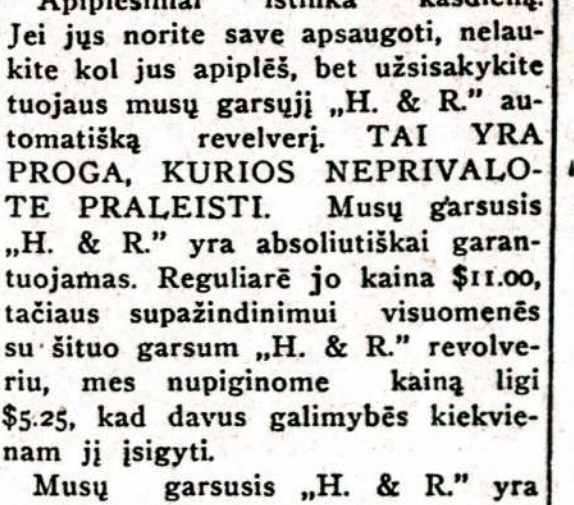 Apiplēšimai ištinka kasdieną.
Jei jųs norite save apsaugoti, nelau-
kite kol jus apiplēš, bet užsisakykite
tuojaus musų garsųjį „H. & R.” au-
tomatišką revelverį. TAI YRA
PROGA, KURIOS NEPRIVALO-
TE PRALEISTI. Musų garsusis
„H. & R.” yra absoliutiškai garan-
tuojamas. Reguliarē jo kaina $11.00,
tačiaus supažindinimui visuomenēs
su šituo garsum „H. & R.” revolve-
riu, mes nupiginome kainą ligi
$5.25, kad davus galimybēs kiekvie-
nam jį įsigyti.
Musų garsusis „H. & R.” yra